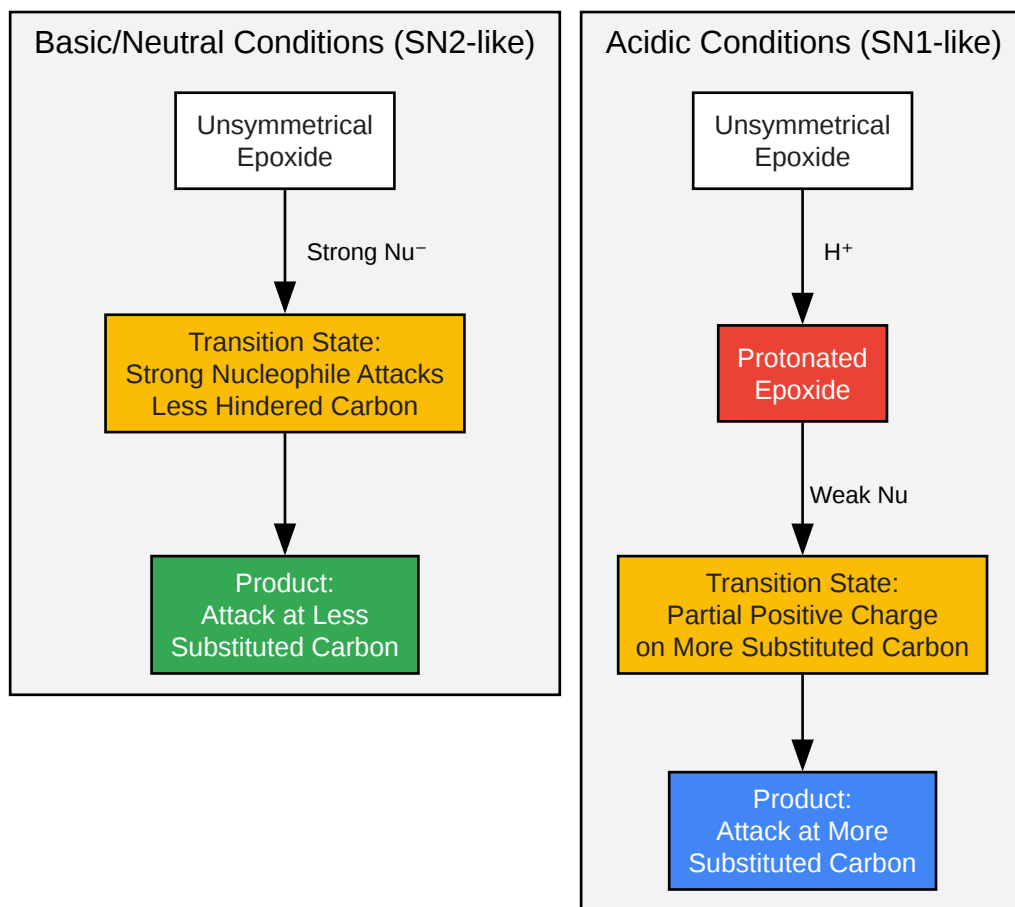 Basic/Neutral Conditions (SN2-like)
Unsymmetrical
Epoxide
Strong Nu⁻
Transition State:
Strong Nucleophile Attacks
Less Hindered Carbon
Product:
Attack at Less
Substituted Carbon
Acidic Conditions (SN1-like)
Unsymmetrical
Epoxide
H⁺
Protonated
Epoxide
Weak Nu
Transition State:
Partial Positive Charge
on More Substituted Carbon
Product:
Attack at More
Substituted Carbon